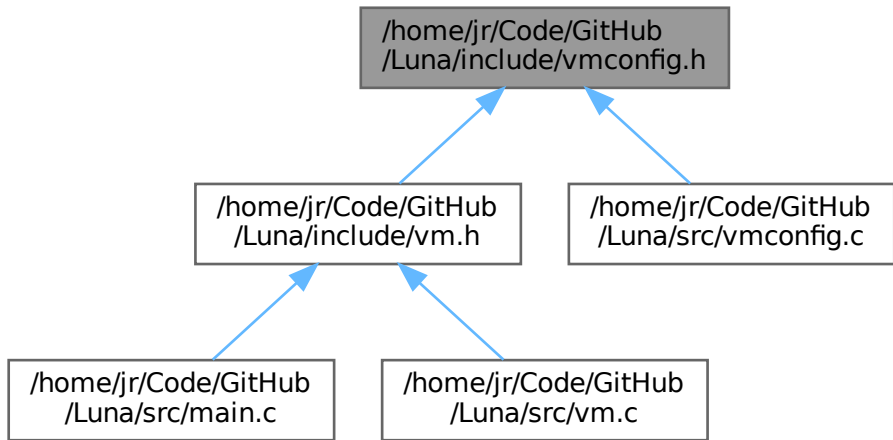 /home/jr/Code/GitHub
/Luna/include/vmconfig.h
/home/jr/Code/GitHub
/Luna/include/vm.h
/home/jr/Code/GitHub
/Luna/src/vmconfig.c
/home/jr/Code/GitHub
/Luna/src/main.c
/home/jr/Code/GitHub
/Luna/src/vm.c